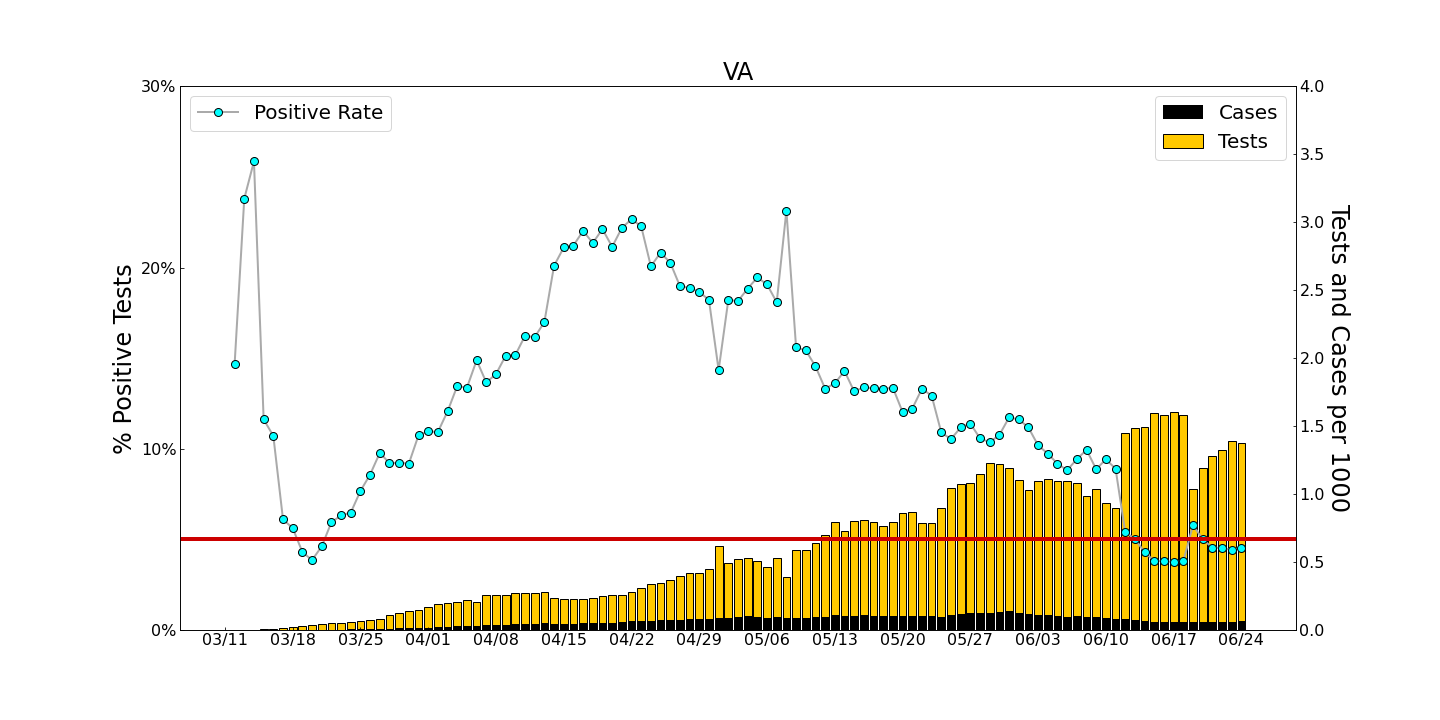 VA
Positive Rate
Cases
Tests
% Positive Tests
30%
20%
10%
0%
4.0
3.5
3.0
2.5
2.0
1.5
1.0
0.5
0.0
Tests and Cases per 1000
03/11 03/18 03/25 04/01 04/08 04/15 04/22 04/29 05/06 05/13 05/20 05/27 06/03 06/10 06/17 06/24